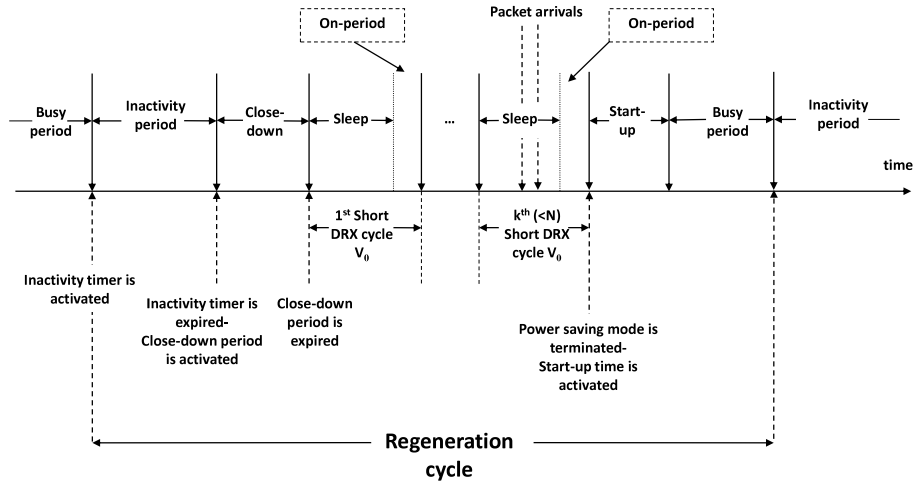 Packet arrivals
On-period
On-period
Busy
period
Inactivity
period
Close-
down
Sleep
...
Sleep
Start-
up
Busy
period
Inactivity
period
time
1st Short
DRX cycle
V0
kth (<N)
Short DRX
cycle V0
Inactivity timer is
activated
Inactivity timer is
expired-
Close-down period
is activated
Close-down
period is
expired
Power saving mode is
terminated-
Start-up time is
activated
Regeneration
cycle